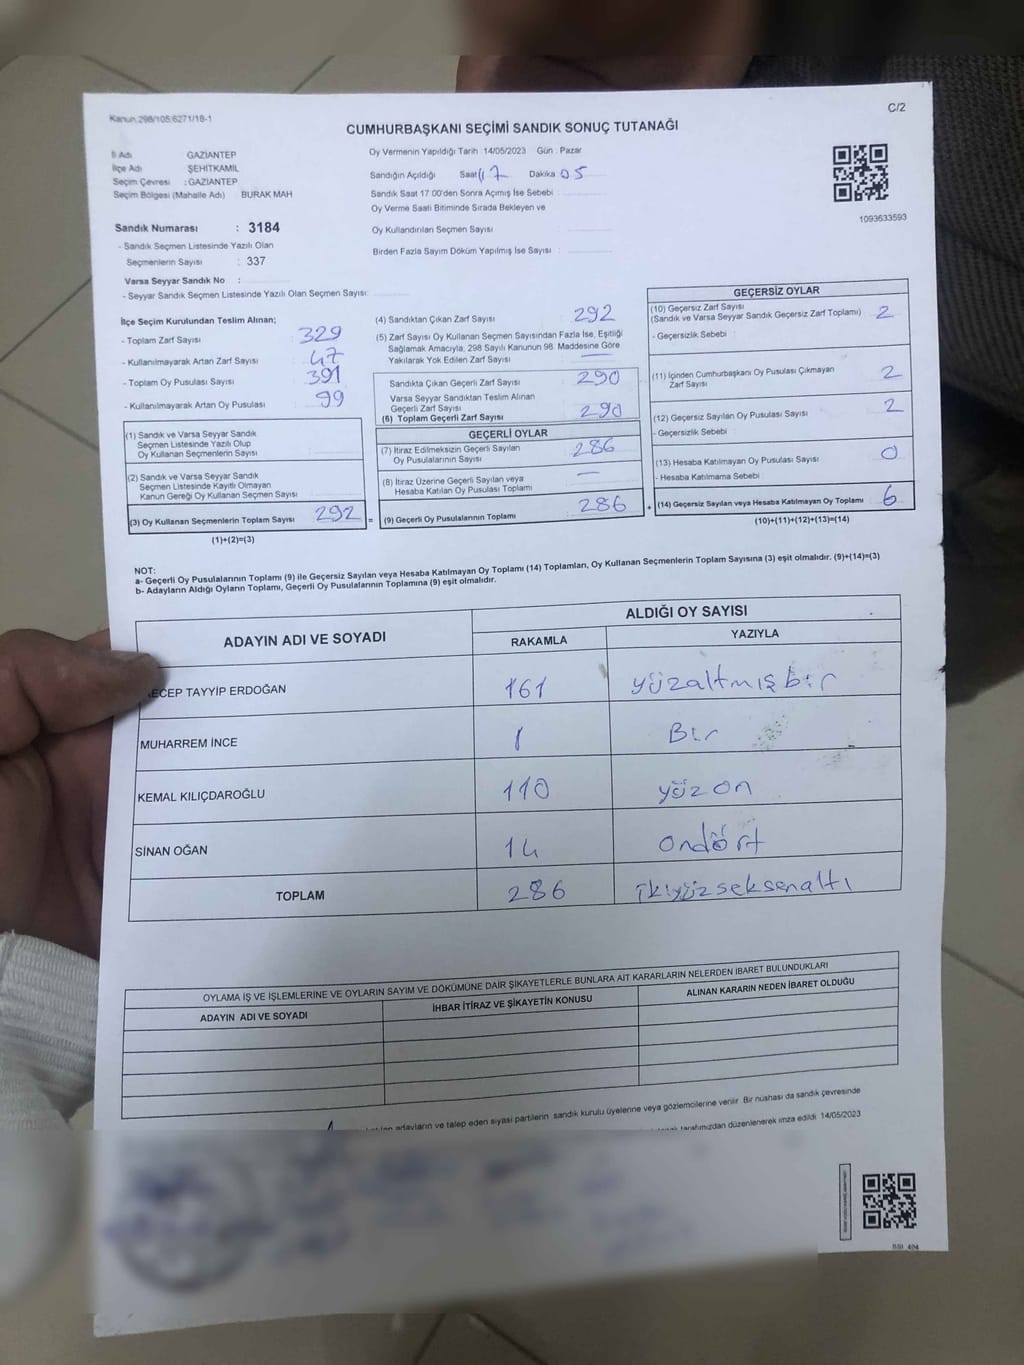 Kanun.298/105;6271/18-1
C/2
CUMHURBAŞKANI SEÇİMİ SANDIK SONUÇ TUTANAĞI
İl Adı GAZİANTEP
İlçe Adı ŞEHİTKAMİL
Seçim Çevresi : GAZİANTEP
Seçim Bölgesi (Mahalle Adı) BURAK MAH
Oy Vermenin Yapıldığı Tarih 14/05/2023 Gün : Pazar
Sandığın Açıldığı Saat 17 Dakika 05
Sandık Saat 17.00'den Sonra Açımış İse Sebebi :
Oy Verme Saati Bitiminde Sırada Bekleyen ve
Oy Kullandırılan Seçmen Sayısı
Birden Fazla Sayım Döküm Yapılmış İse Sayısı :
1093633593
Sandık Numarası : 3184
- Sandık Seçmen Listesinde Yazılı Olan
Seçmenlerin Sayısı : 337
Varsa Seyyar Sandık No :
- Seyyar Sandık Seçmen Listesinde Yazılı Olan Seçmen Sayısı:
İlçe Seçim Kurulundan Teslim Alınan;
- Toplam Zarf Sayısı 329
- Kullanılmayarak Artan Zarf Sayısı 47
- Toplam Oy Pusulası Sayısı 391
- Kullanılmayarak Artan Oy Pusulası 99
(1) Sandık ve Varsa Seyyar Sandık
Seçmen Listesinde Yazılı Olup
Oy Kullanan Seçmenlerin Sayısı
(2) Sandık ve Varsa Seyyar Sandık
Seçmen Listesinde Kayıtlı Olmayan
Kanun Gereği Oy Kullanan Seçmen Sayısı
(3) Oy Kullanan Seçmenlerin Toplam Sayısı 292 =
(1)+(2)=(3)
(4) Sandıktan Çıkan Zarf Sayısı 292
(5) Zarf Sayısı Oy Kullanan Seçmen Sayısından Fazla İse, Eşitliği
Sağlamak Amacıyla, 298 Sayılı Kanunun 98. Maddesine Göre
Yakılarak Yok Edilen Zarf Sayısı —
Sandıkta Çıkan Geçerli Zarf Sayısı 290
Varsa Seyyar Sandıktan Teslim Alınan
Geçerli Zarf Sayısı
(6) Toplam Geçerli Zarf Sayısı 290
GEÇERLİ OYLAR
(7) İtiraz Edilmeksizin Geçerli Sayılan
Oy Pusulalarının Sayısı 286
(8) İtiraz Üzerine Geçerli Sayılan veya
Hesaba Katılan Oy Pusulası Toplamı —
(9) Geçerli Oy Pusulalarının Toplamı 286 +
GEÇERSİZ OYLAR
(10) Geçersiz Zarf Sayısı
(Sandık ve Varsa Seyyar Sandık Geçersiz Zarf Toplamı) 2
- Geçersizlik Sebebi :
(11) İçinden Cumhurbaşkanı Oy Pusulası Çıkmayan
Zarf Sayısı 2
(12) Geçersiz Sayılan Oy Pusulası Sayısı 2
- Geçersizlik Sebebi :
(13) Hesaba Katılmayan Oy Pusulası Sayısı 0
- Hesaba Katılmama Sebebi :
(14) Geçersiz Sayılan veya Hesaba Katılmayan Oy Toplamı 6
(10)+(11)+(12)+(13)=(14)
NOT:
a- Geçerli Oy Pusulalarının Toplamı (9) ile Geçersiz Sayılan veya Hesaba Katılmayan Oy Toplamı (14) Toplamları, Oy Kullanan Seçmenlerin Toplam Sayısına (3) eşit olmalıdır. (9)+(14)=(3)
b- Adayların Aldığı Oyların Toplamı, Geçerli Oy Pusulalarının Toplamına (9) eşit olmalıdır.
ADAYIN ADI VE SOYADI
ALDIĞI OY SAYISI
RAKAMLA YAZIYLA
ECEP TAYYİP ERDOĞAN 161 yüzaltmışbir
MUHARREM İNCE 1 Bir
KEMAL KILIÇDAROĞLU 110 yüzon
SİNAN OĞAN 14 Ondört
TOPLAM 286 ikiyüzseksenaltı
OYLAMA İŞ VE İŞLEMLERİNE VE OYLARIN SAYIM VE DÖKÜMÜNE DAİR ŞİKAYETLERLE BUNLARA AİT KARARLARIN NELERDEN İBARET BULUNDUKLARI
ADAYIN ADI VE SOYADI İHBAR İTİRAZ VE ŞİKAYETİN KONUSU ALINAN KARARIN NEDEN İBARET OLDUĞU
adayların ve talep eden siyasi partilerin sandık kurulu üyelerine veya gözlemcilerine verilir. Bir nüshası da sandık çevresinde
tarafımızdan düzenlenerek imza edildi. 14/05/2023